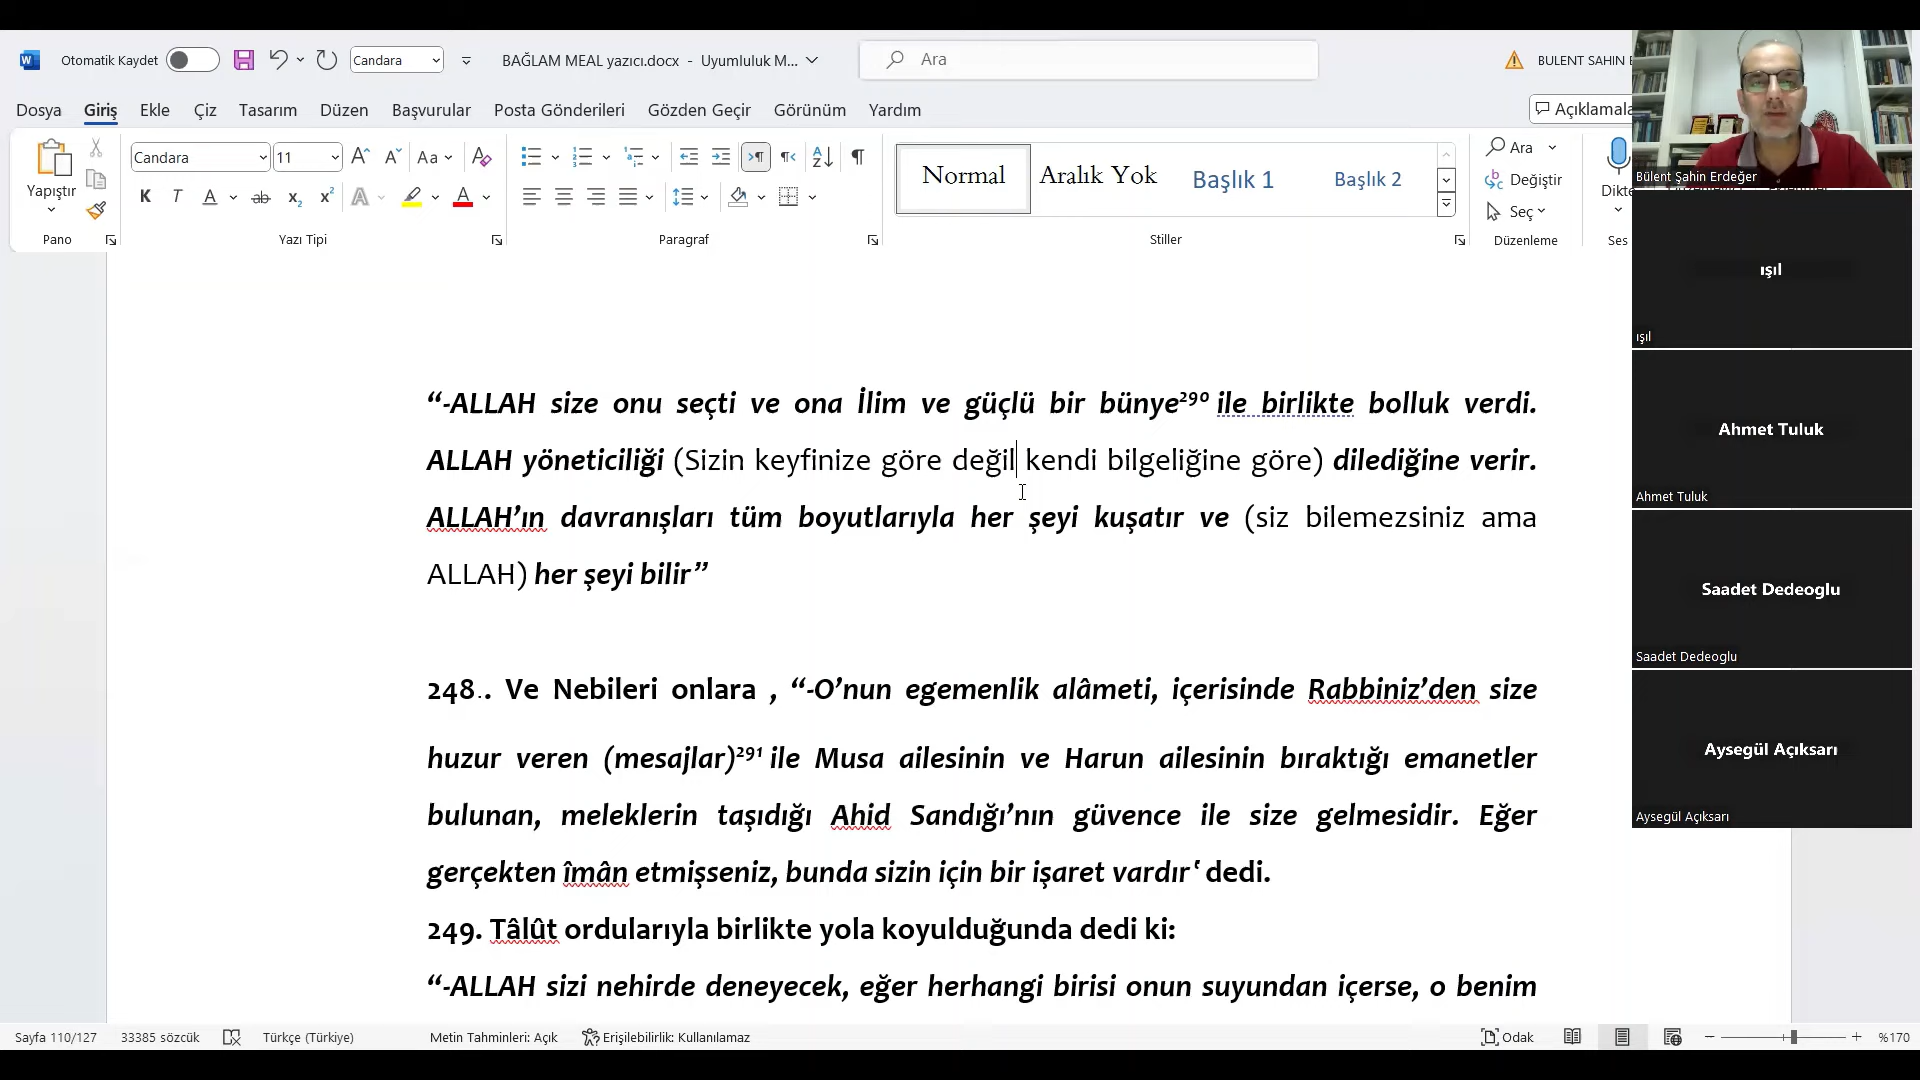 Otomatik Kaydet
Candara
BAĞLAM MEAL yazıcı.docx - Uyumluluk M...
Ara
BULENT SAHIN E
Dosya
Giriş
Ekle
Çiz
Tasarım
Düzen
Başvurular
Posta Gönderileri
Gözden Geçir
Görünüm
Yardım
Açıklamala
Yapıştır
Pano
Candara
11
Aa
K T A ab x₂ x²
Yazı Tipi
Paragraf
Normal
Aralık Yok
Başlık 1
Başlık 2
Stiller
Ara
Değiştir
Seç
Düzenleme
Dikte
Ses
“-ALLAH size onu seçti ve ona İlim ve güçlü bir bünye²⁹⁰ ile birlikte bolluk verdi.
ALLAH yöneticiliği (Sizin keyfinize göre değil kendi bilgeliğine göre) dilediğine verir.
ALLAH’ın davranışları tüm boyutlarıyla her şeyi kuşatır ve (siz bilemezsiniz ama
ALLAH) her şeyi bilir”
248.. Ve Nebileri onlara , “-O’nun egemenlik alâmeti, içerisinde Rabbiniz’den size
huzur veren (mesajlar)²⁹¹ ile Musa ailesinin ve Harun ailesinin bıraktığı emanetler
bulunan, meleklerin taşıdığı Ahid Sandığı’nın güvence ile size gelmesidir. Eğer
gerçekten îmân etmişseniz, bunda sizin için bir işaret vardır‘ dedi.
249. Tâlût ordularıyla birlikte yola koyulduğunda dedi ki:
“-ALLAH sizi nehirde deneyecek, eğer herhangi birisi onun suyundan içerse, o benim
Bülent Şahin Erdeğer
ışıl
ışıl
Ahmet Tuluk
Ahmet Tuluk
Saadet Dedeoglu
Saadet Dedeoglu
Aysegül Açıksarı
Aysegül Açıksarı
Sayfa 110/127
33385 sözcük
Türkçe (Türkiye)
Metin Tahminleri: Açık
Erişilebilirlik: Kullanılamaz
Odak
%170